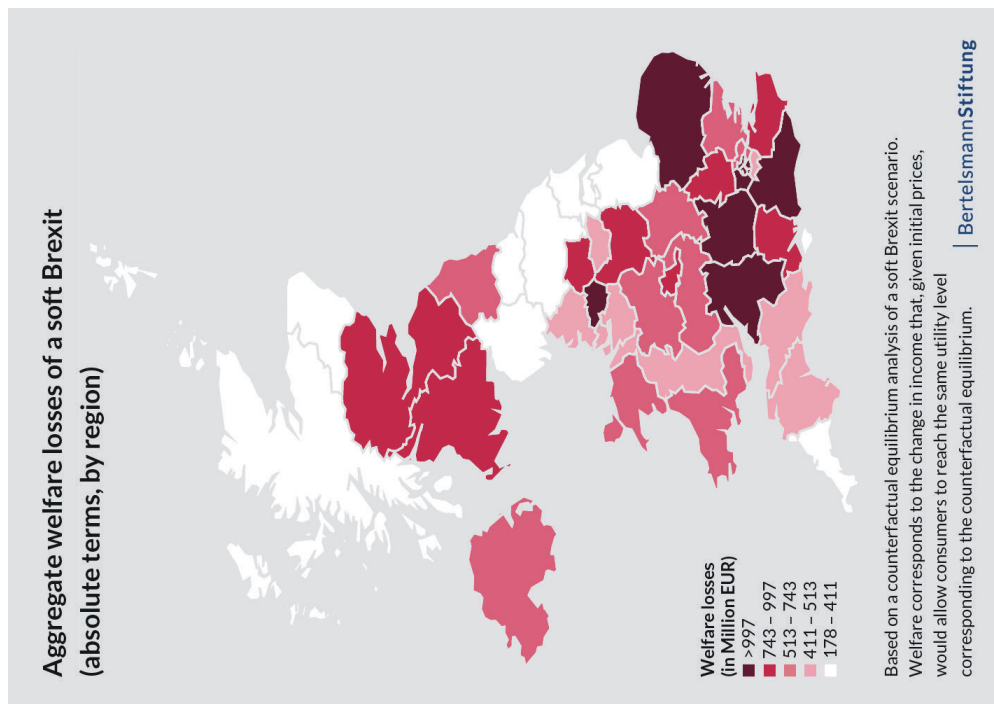 Aggregate welfare losses of a soft Brexit
(absolute terms, by region)
Welfare losses
(in Million EUR)
>997
743 – 997
513 – 743
411 – 513
178 – 411
Based on a counterfactual equilibrium analysis of a soft Brexit scenario.
Welfare corresponds to the change in income that, given initial prices,
would allow consumers to reach the same utility level
corresponding to the counterfactual equilibrium.
BertelsmannStiftung